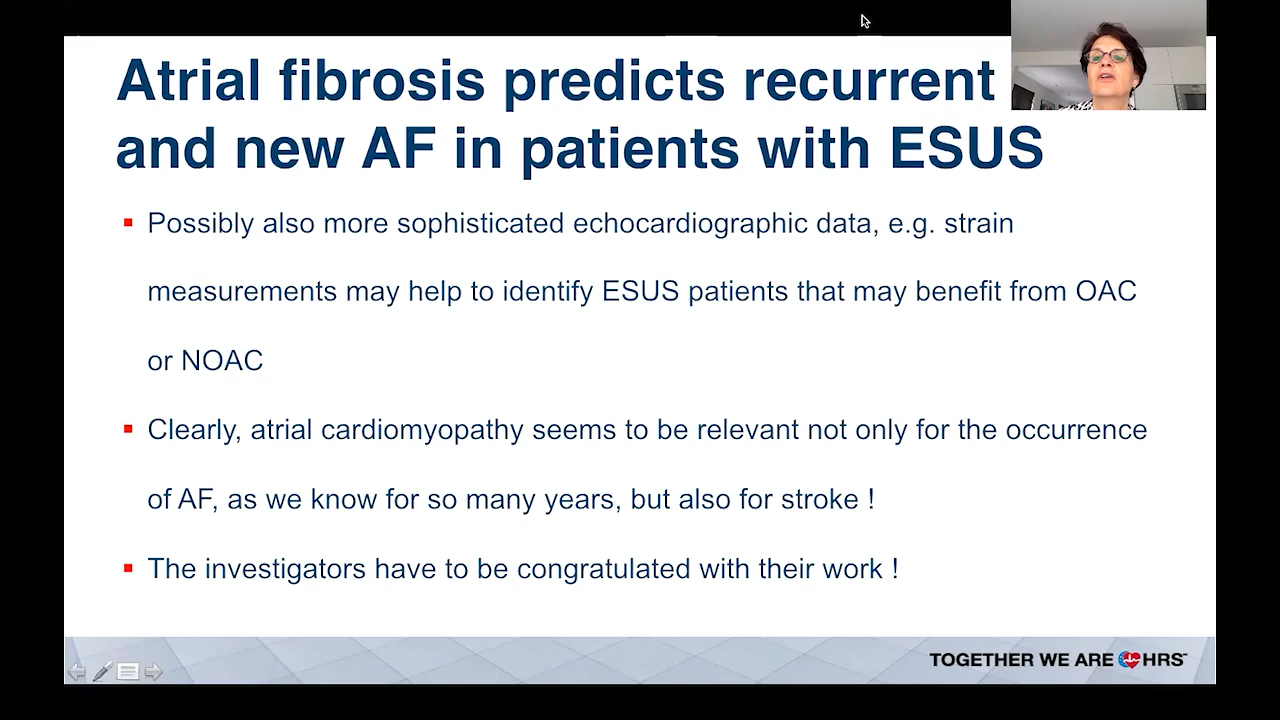 Atrial fibrosis predicts recurrent
and new AF in patients with ESUS
▪ Possibly also more sophisticated echocardiographic data, e.g. strain
measurements may help to identify ESUS patients that may benefit from OAC
or NOAC
▪ Clearly, atrial cardiomyopathy seems to be relevant not only for the occurrence
of AF, as we know for so many years, but also for stroke !
▪ The investigators have to be congratulated with their work !
TOGETHER WE ARE HRS